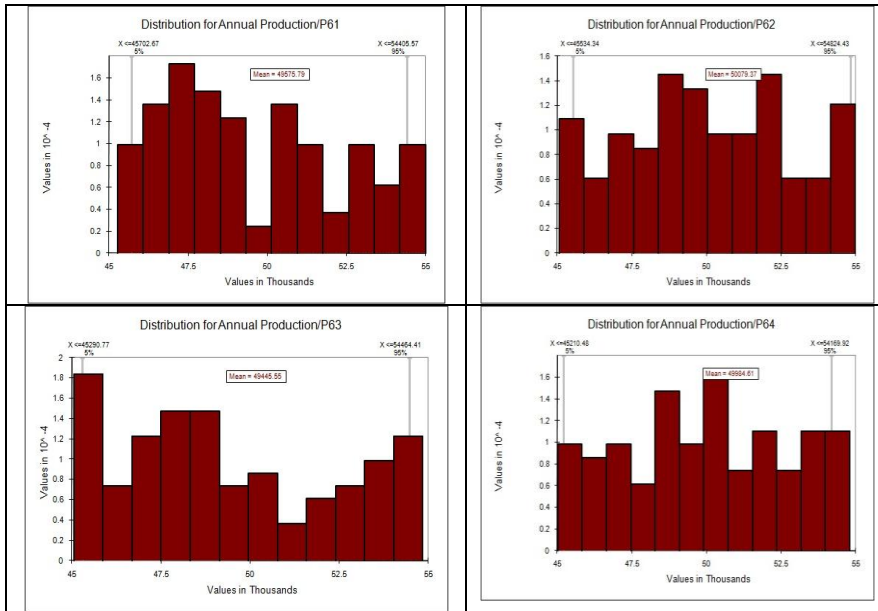 Distribution for Annual Production/P61
X <=45702.67
5%
X <=54405.57
95%
Mean = 49575.79
1.6
1.4
1.2
1
0.8
0.6
0.4
0.2
0
Values in 10^ -4
45
47.5
50
52.5
55
Values in Thousands
Distribution for Annual Production/P62
X <=45534.34
5%
X <=54824.43
95%
Mean = 50079.37
1.6
1.4
1.2
1
0.8
0.6
0.4
0.2
0
Values in 10^ -4
45
47.5
50
52.5
55
Values in Thousands
Distribution for Annual Production/P63
X <=45290.77
5%
X <=54464.41
95%
Mean = 49445.55
2
1.8
1.6
1.4
1.2
1
0.8
0.6
0.4
0.2
0
Values in 10^ -4
45
47.5
50
52.5
55
Values in Thousands
Distribution for Annual Production/P64
X <=45210.48
5%
X <=54169.92
95%
Mean = 49984.61
1.6
1.4
1.2
1
0.8
0.6
0.4
0.2
0
Values in 10^ -4
45
47.5
50
52.5
55
Values in Thousands